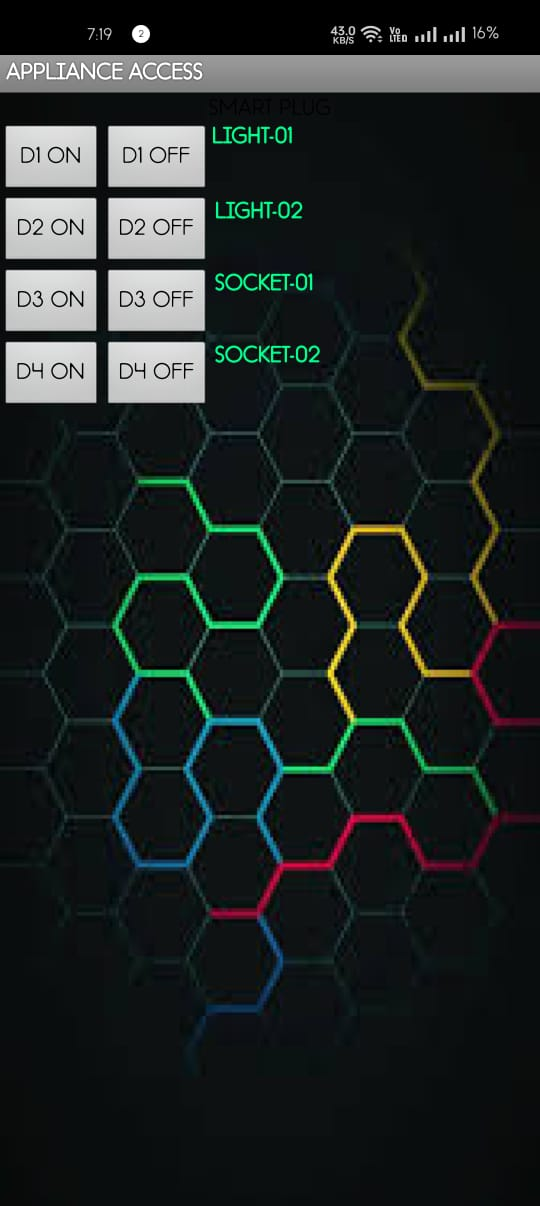 7:19 2 43.0 KB/S Vo LTE 16%
APPLIANCE ACCESS
SMART PLUG
D1 ON D1 OFF LIGHT-01
D2 ON D2 OFF LIGHT-02
D3 ON D3 OFF SOCKET-01
D4 ON D4 OFF SOCKET-02